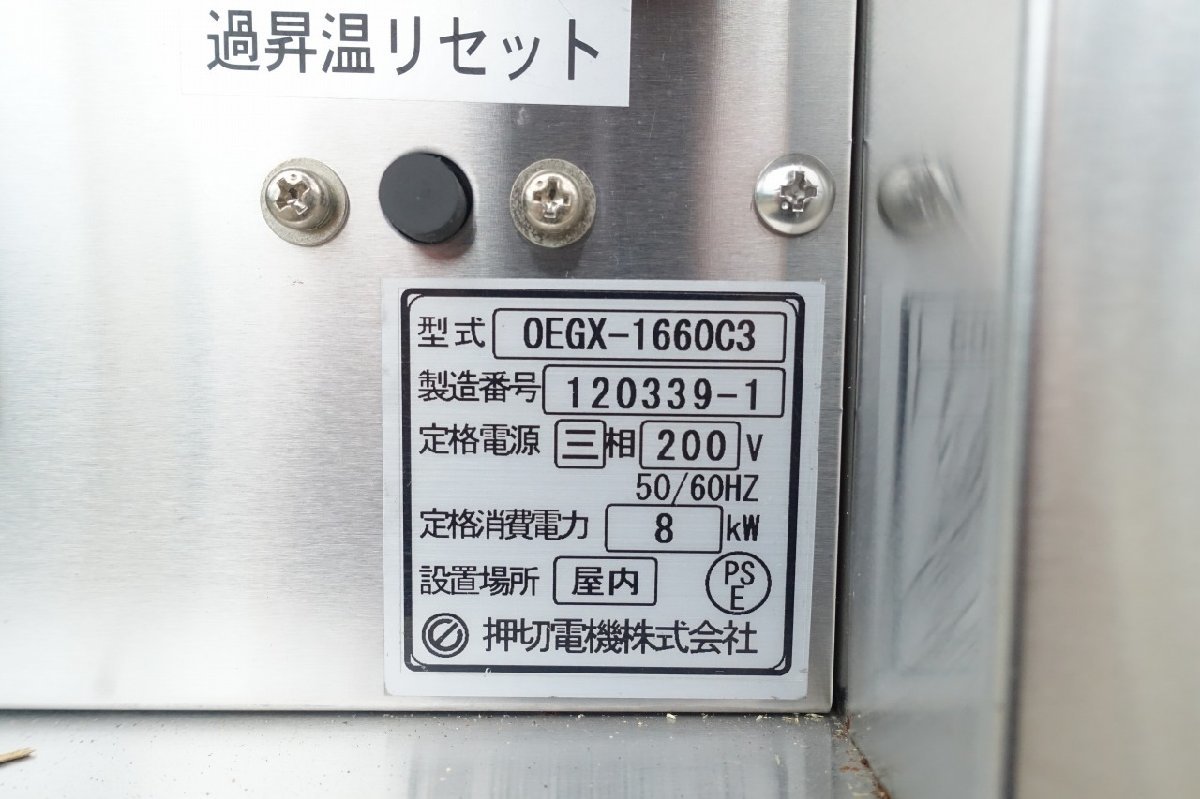 過昇温リセット
型式 OEGX-1660C3
製造番号 120339-1
定格電源 三相 200 V
50/60HZ
定格消費電力 8 kW
設置場所 屋内
PS
E
押切電機株式会社